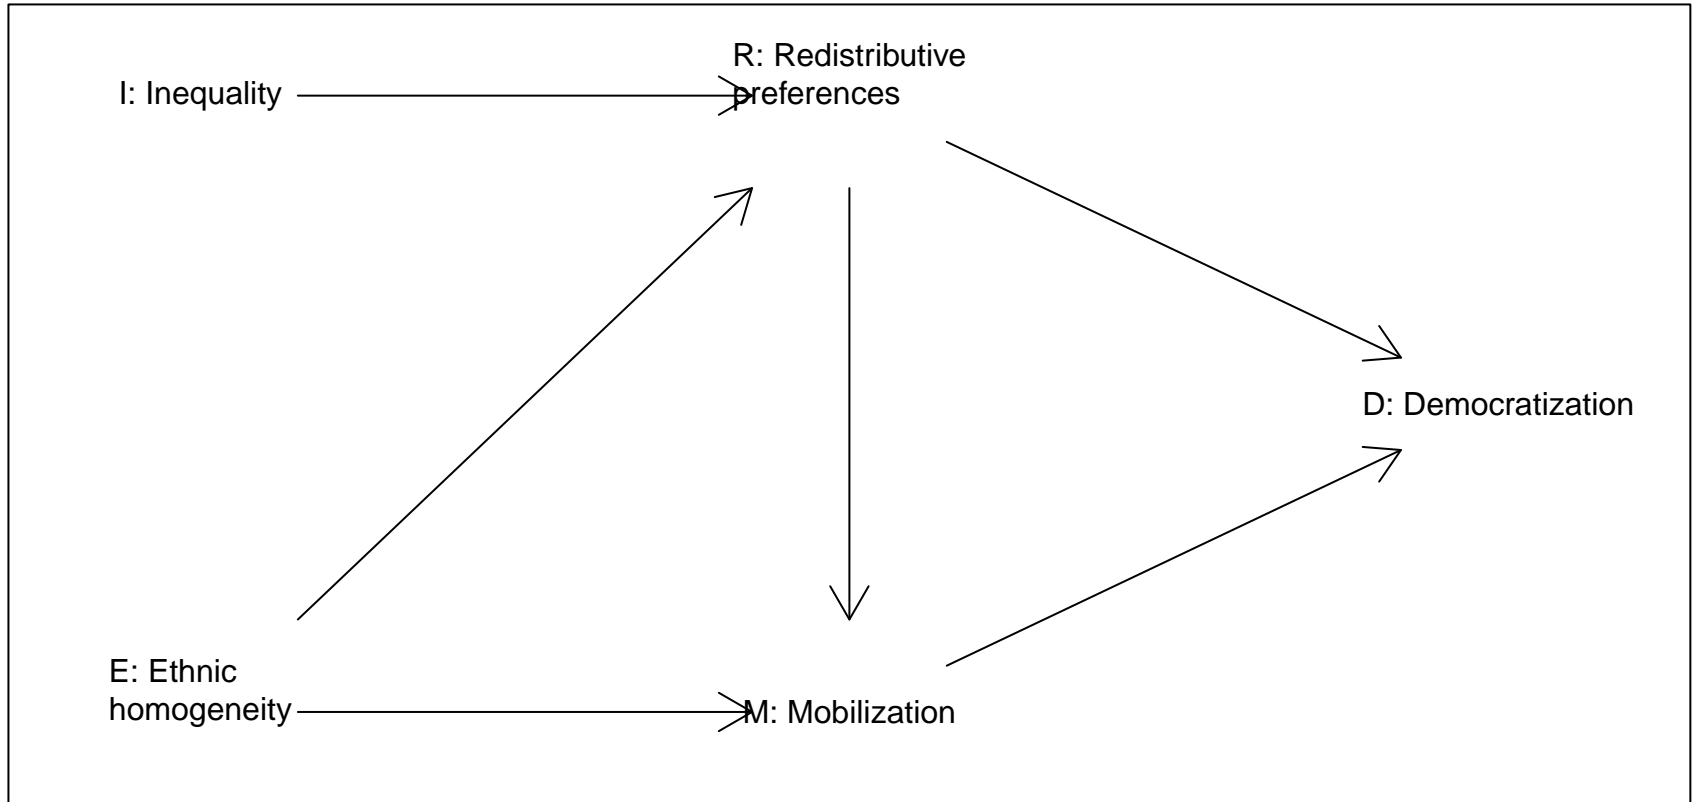 R: Redistributive
preferences
I: Inequality
D: Democratization
E: Ethnic
homogeneity
M: Mobilization